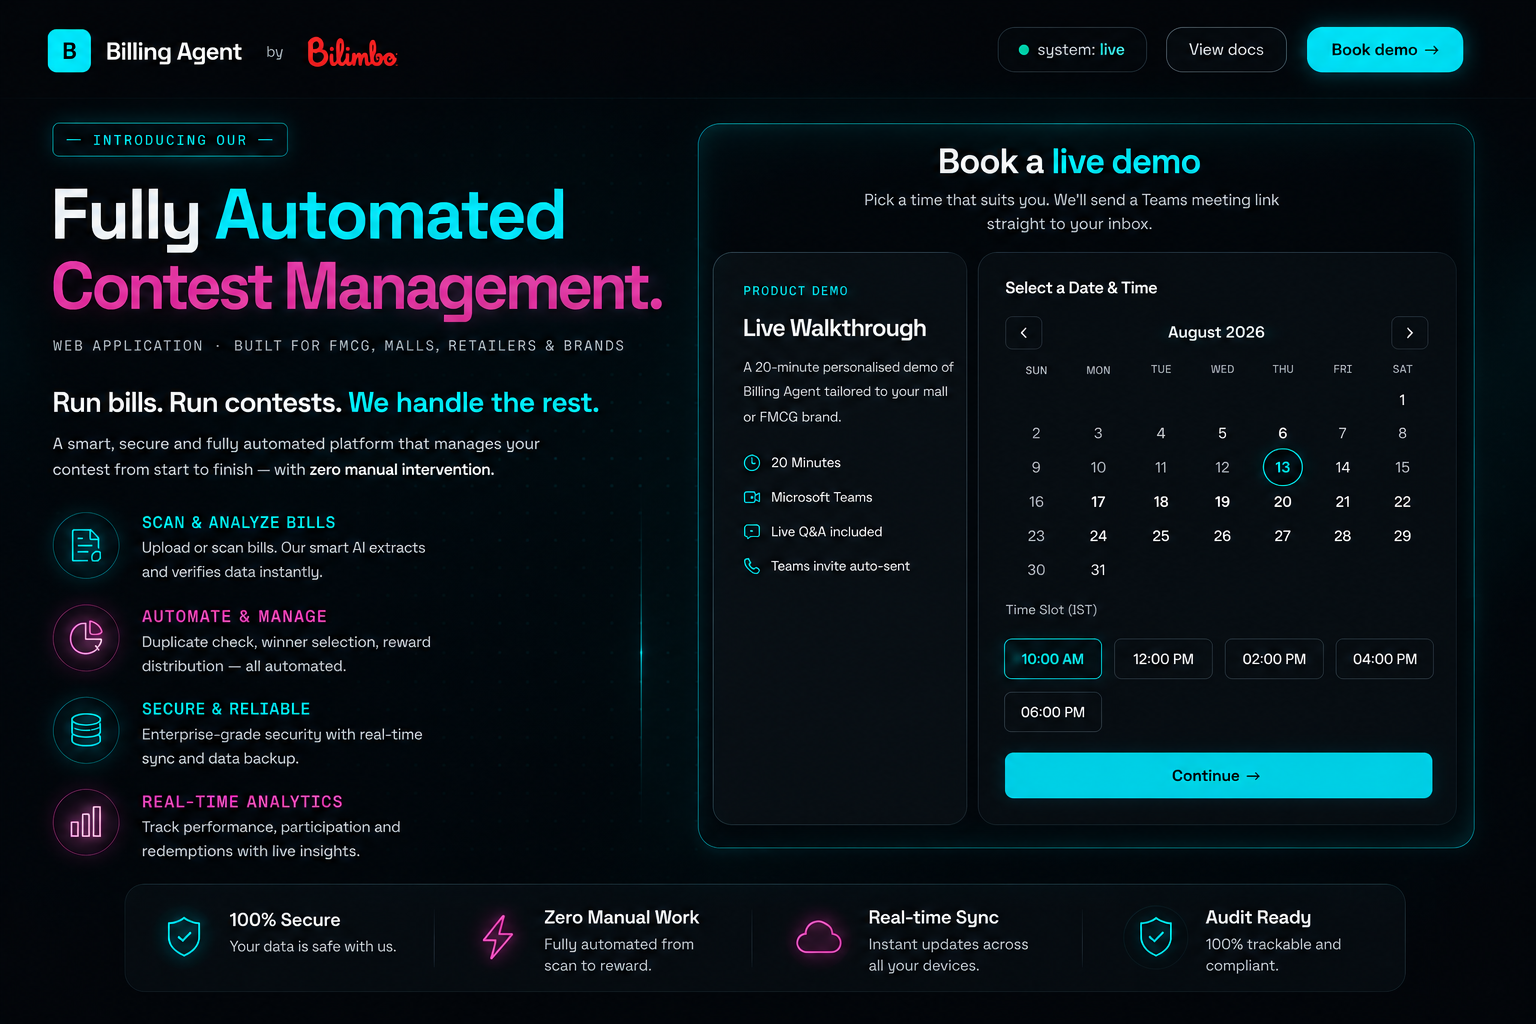 B Billing Agent by Bilimbo
system: live
View docs
Book demo →
— INTRODUCING OUR —
Fully Automated
Contest Management.
WEB APPLICATION · BUILT FOR FMCG, MALLS, RETAILERS & BRANDS
Run bills. Run contests. We handle the rest.
A smart, secure and fully automated platform that manages your
contest from start to finish — with zero manual intervention.
SCAN & ANALYZE BILLS
Upload or scan bills. Our smart AI extracts
and verifies data instantly.
AUTOMATE & MANAGE
Duplicate check, winner selection, reward
distribution — all automated.
SECURE & RELIABLE
Enterprise-grade security with real-time
sync and data backup.
REAL-TIME ANALYTICS
Track performance, participation and
redemptions with live insights.
Book a live demo
Pick a time that suits you. We'll send a Teams meeting link
straight to your inbox.
PRODUCT DEMO
Live Walkthrough
A 20-minute personalised demo of
Billing Agent tailored to your mall
or FMCG brand.
20 Minutes
Microsoft Teams
Live Q&A included
Teams invite auto-sent
Select a Date & Time
‹ August 2026 ›
SUN MON TUE WED THU FRI SAT
1
2 3 4 5 6 7 8
9 10 11 12 13 14 15
16 17 18 19 20 21 22
23 24 25 26 27 28 29
30 31
Time Slot (IST)
10:00 AM 12:00 PM 02:00 PM 04:00 PM
06:00 PM
Continue →
100% Secure
Your data is safe with us.
Zero Manual Work
Fully automated from
scan to reward.
Real-time Sync
Instant updates across
all your devices.
Audit Ready
100% trackable and
compliant.